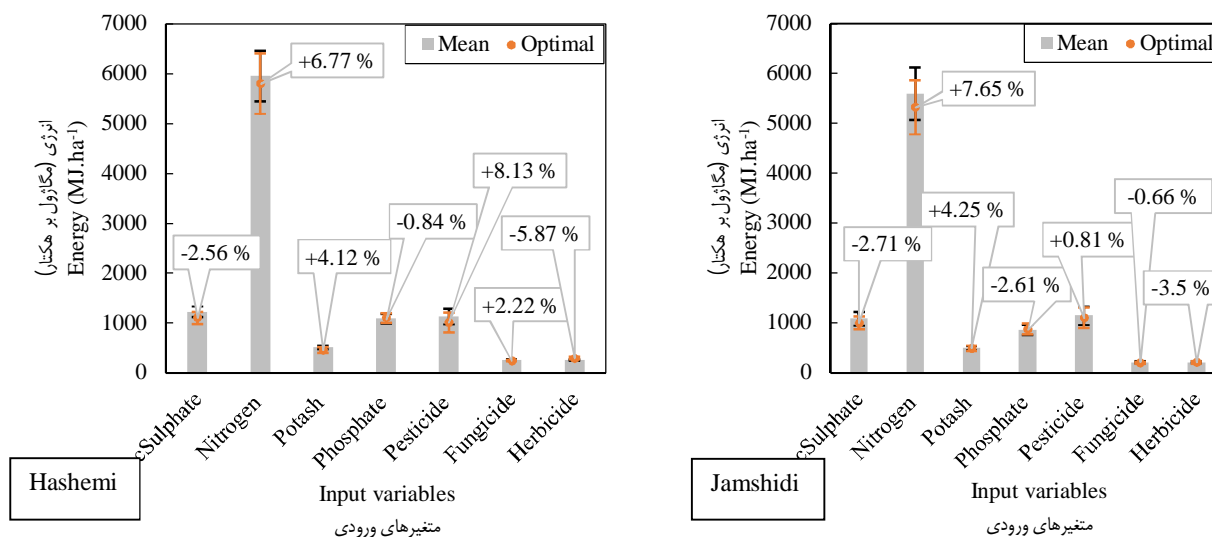 7000
6000
5000
4000
3000
2000
1000
0
انرژی (مگاژول بر هکتار)
Energy (MJ.ha-1)
Mean Optimal
-2.56 %
+6.77 %
+4.12 %
-0.84 %
+8.13 %
+2.22 %
-5.87 %
cSulphate
Nitrogen
Potash
Phosphate
Pesticide
Fungicide
Herbicide
Hashemi
Input variables
متغیرهای ورودی
7000
6000
5000
4000
3000
2000
1000
0
انرژی (مگاژول بر هکتار)
Energy (MJ.ha-1)
Mean Optimal
-2.71 %
+7.65 %
+4.25 %
-2.61 %
+0.81 %
-0.66 %
-3.5 %
cSulphate
Nitrogen
Potash
Phosphate
Pesticide
Fungicide
Herbicide
Jamshidi
Input variables
متغیرهای ورودی